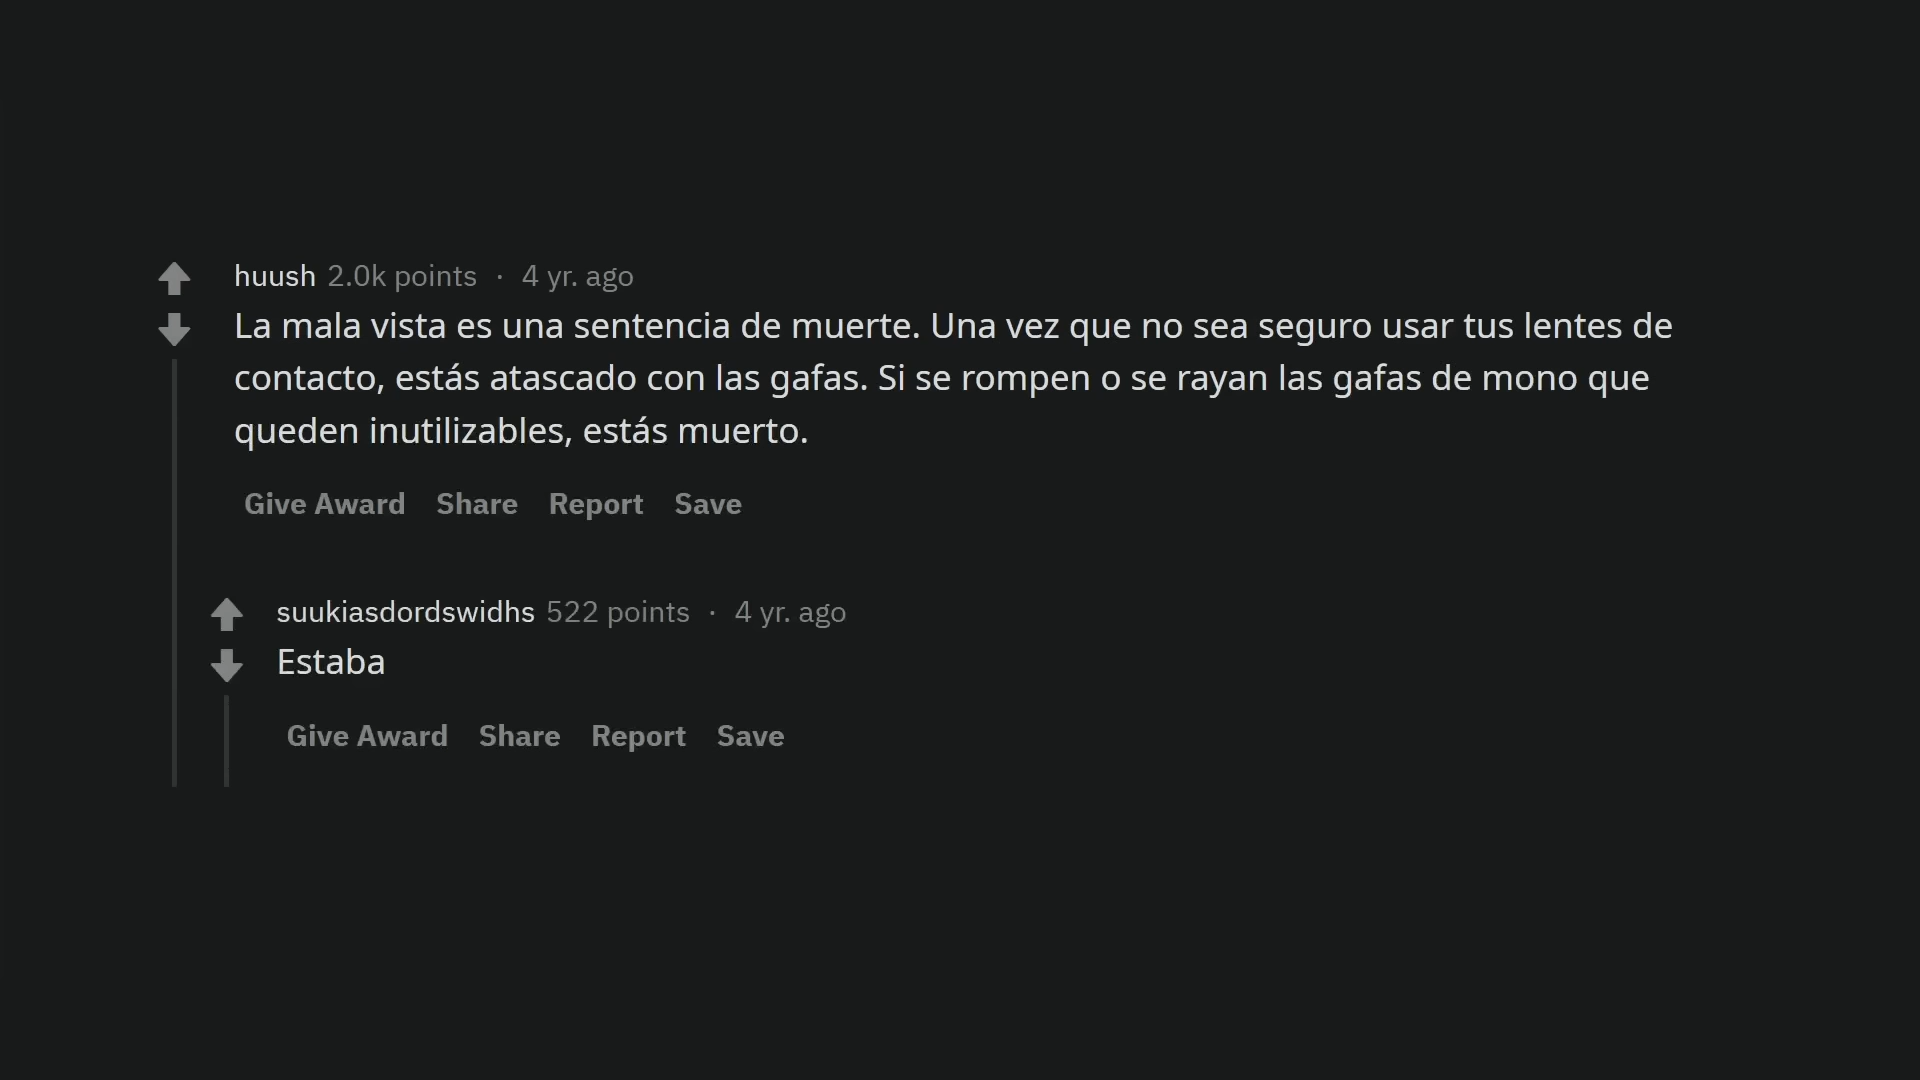 huush 2.0k points · 4 yr. ago
La mala vista es una sentencia de muerte. Una vez que no sea seguro usar tus lentes de
contacto, estás atascado con las gafas. Si se rompen o se rayan las gafas de mono que
queden inutilizables, estás muerto.
Give Award Share Report Save
suukiasdordswidhs 522 points · 4 yr. ago
Estaba
Give Award Share Report Save